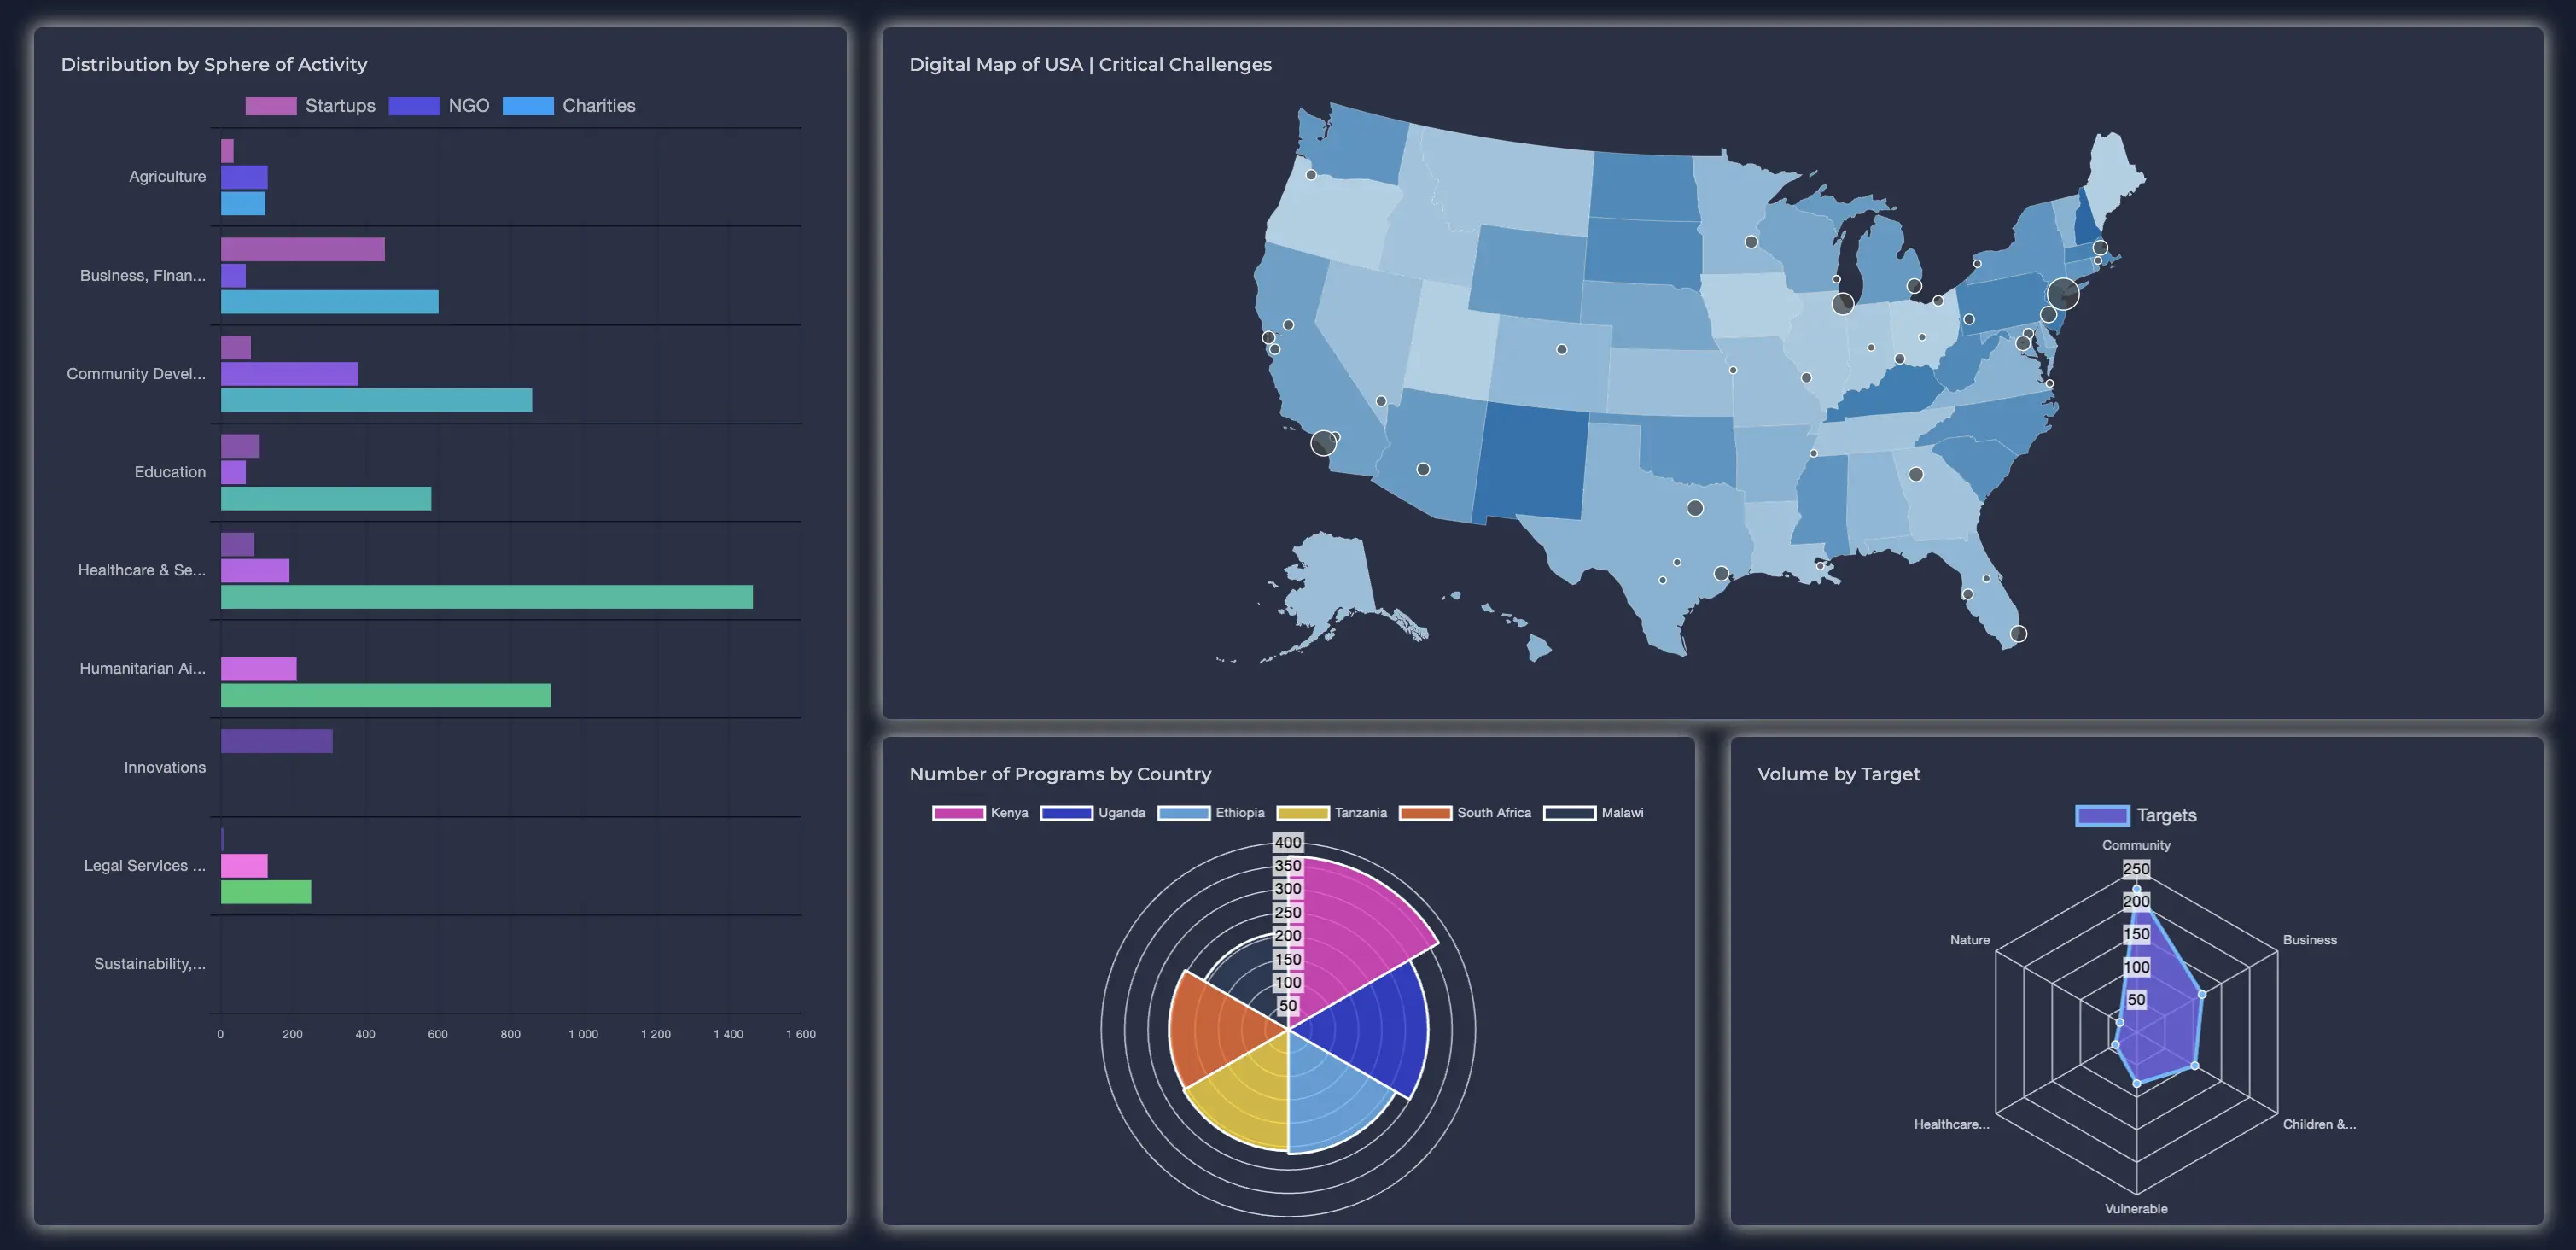 Distribution by Sphere of Activity
Startups NGO Charities
Agriculture
Business, Finan...
Community Devel...
Education
Healthcare & Se...
Humanitarian Ai...
Innovations
Legal Services ...
Sustainability,...
0 200 400 600 800 1 000 1 200 1 400 1 600
Digital Map of USA | Critical Challenges
Number of Programs by Country
Kenya Uganda Ethiopia Tanzania South Africa Malawi
400
350
300
250
200
150
100
50
Volume by Target
Targets
Community
250
200
150
100
50
Nature Business
Healthcare... Children &...
Vulnerable